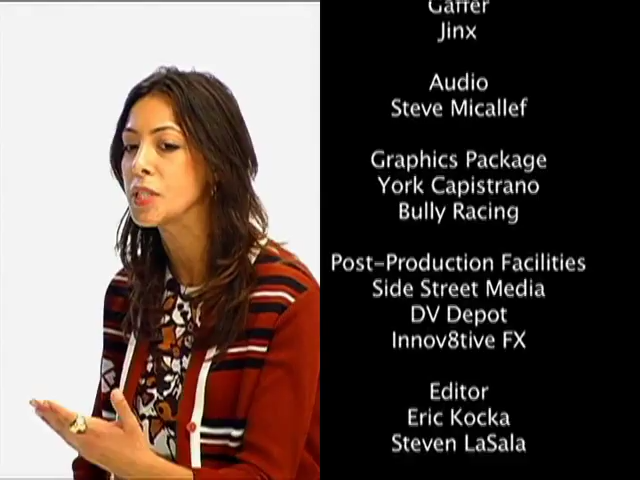 Gaffer
Jinx
Audio
Steve Micallef
Graphics Package
York Capistrano
Bully Racing
Post-Production Facilities
Side Street Media
DV Depot
Innov8tive FX
Editor
Eric Kocka
Steven LaSala